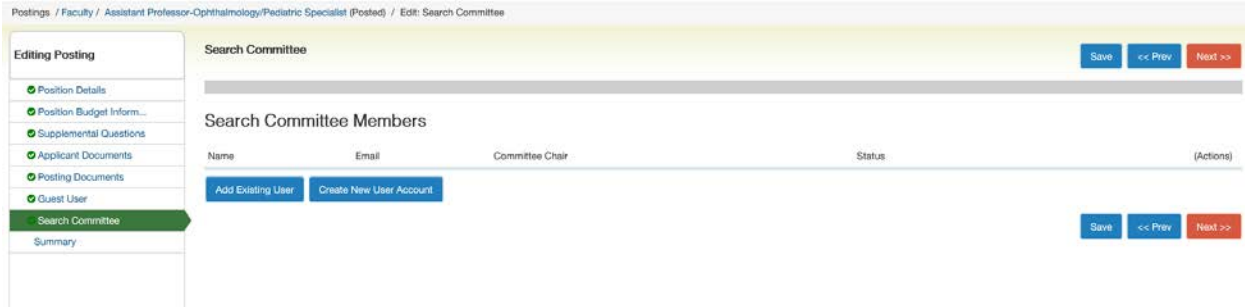 Postings / Faculty / Assistant Professor-Ophthalmology/Pediatric Specialist (Posted) / Edit: Search Committee
Editing Posting
Position Details
Position Budget Inform...
Supplemental Questions
Applicant Documents
Posting Documents
Guest User
Search Committee
Summary
Search Committee
Save << Prev Next >>
Search Committee Members
Name Email Committee Chair Status (Actions)
Add Existing User Create New User Account
Save << Prev Next >>